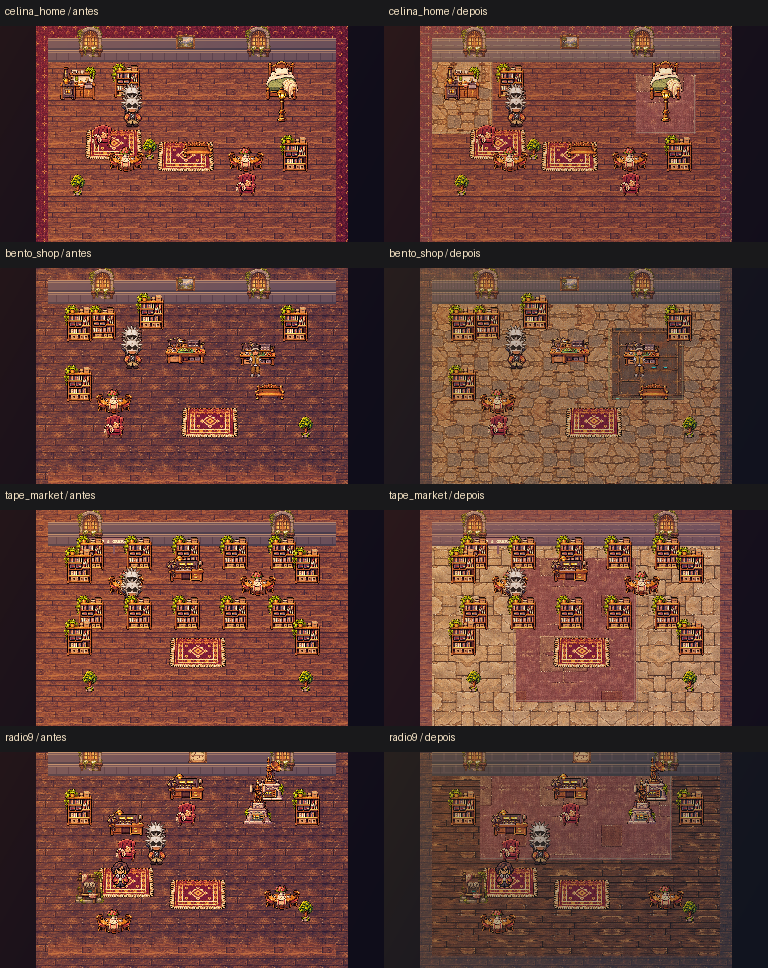 celina_home / antes
celina_home / depois
bento_shop / antes
bento_shop / depois
tape_market / antes
tape_market / depois
radio9 / antes
radio9 / depois